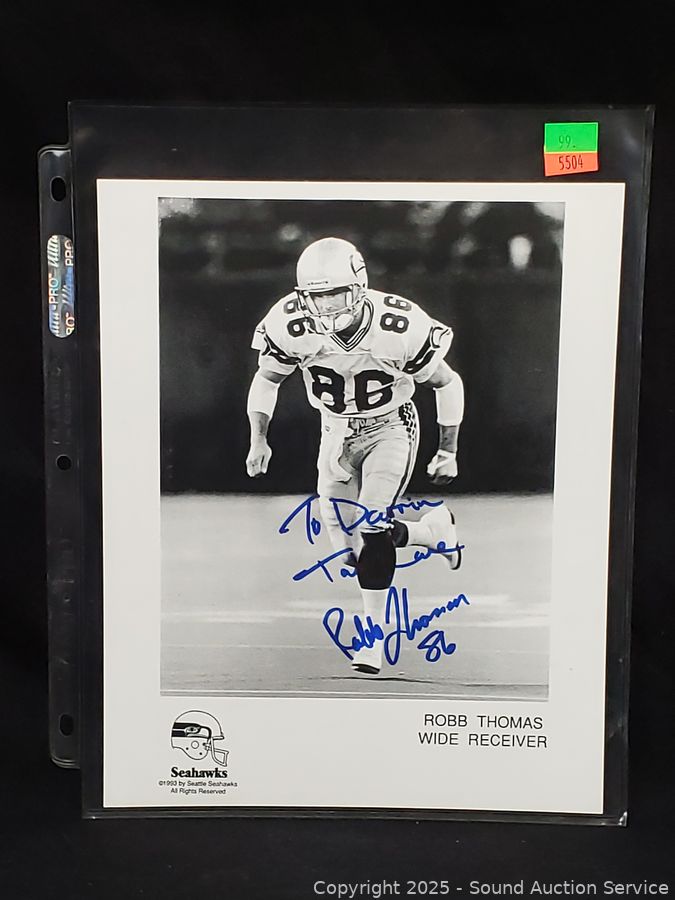 99.
5504
PRO
PRO
86
86
86
To Darrin
Take Care
Robb Thomas
86
ROBB THOMAS
WIDE RECEIVER
Seahawks
©1993 by Seattle Seahawks
All Rights Reserved
Copyright 2025 - Sound Auction Service